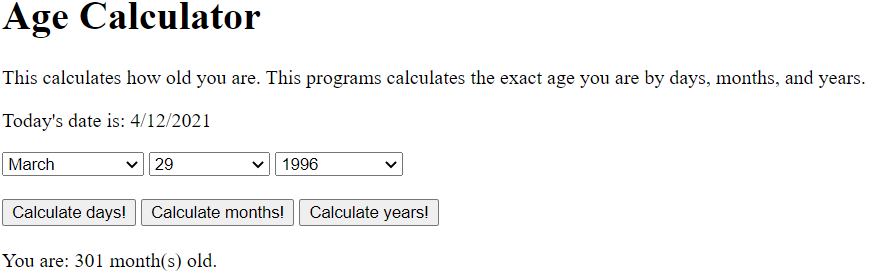 Age Calculator
This calculates how old you are. This programs calculates the exact age you are by days, months, and years.
Today's date is: 4/12/2021
March 29 1996
Calculate days! Calculate months! Calculate years!
You are: 301 month(s) old.